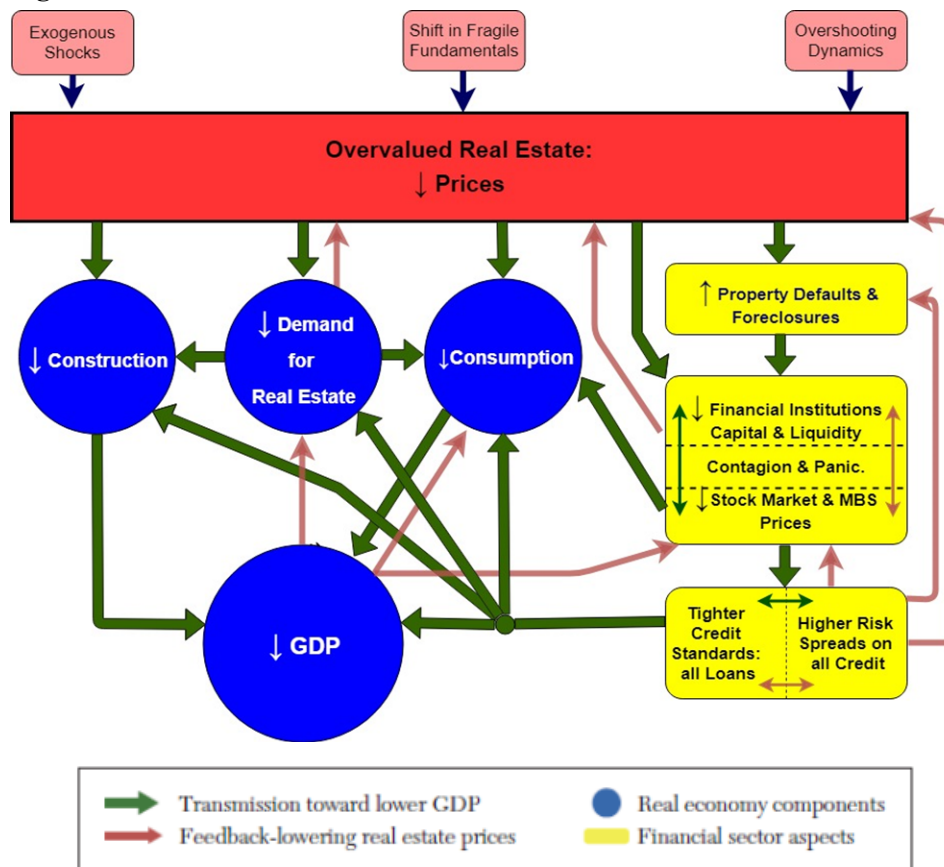 Exogenous
Shocks
Shift in Fragile
Fundamentals
Overshooting
Dynamics
Overvalued Real Estate:
↓ Prices
↓ Construction
↓ Demand
for
Real Estate
↓Consumption
↑ Property Defaults &
Foreclosures
↓ Financial Institutions
Capital & Liquidity
Contagion & Panic.
↓Stock Market & MBS
Prices
↓ GDP
Tighter
Credit
Standards:
all Loans
Higher Risk
Spreads on
all Credit
Transmission toward lower GDP
Real economy components
Feedback-lowering real estate prices
Financial sector aspects